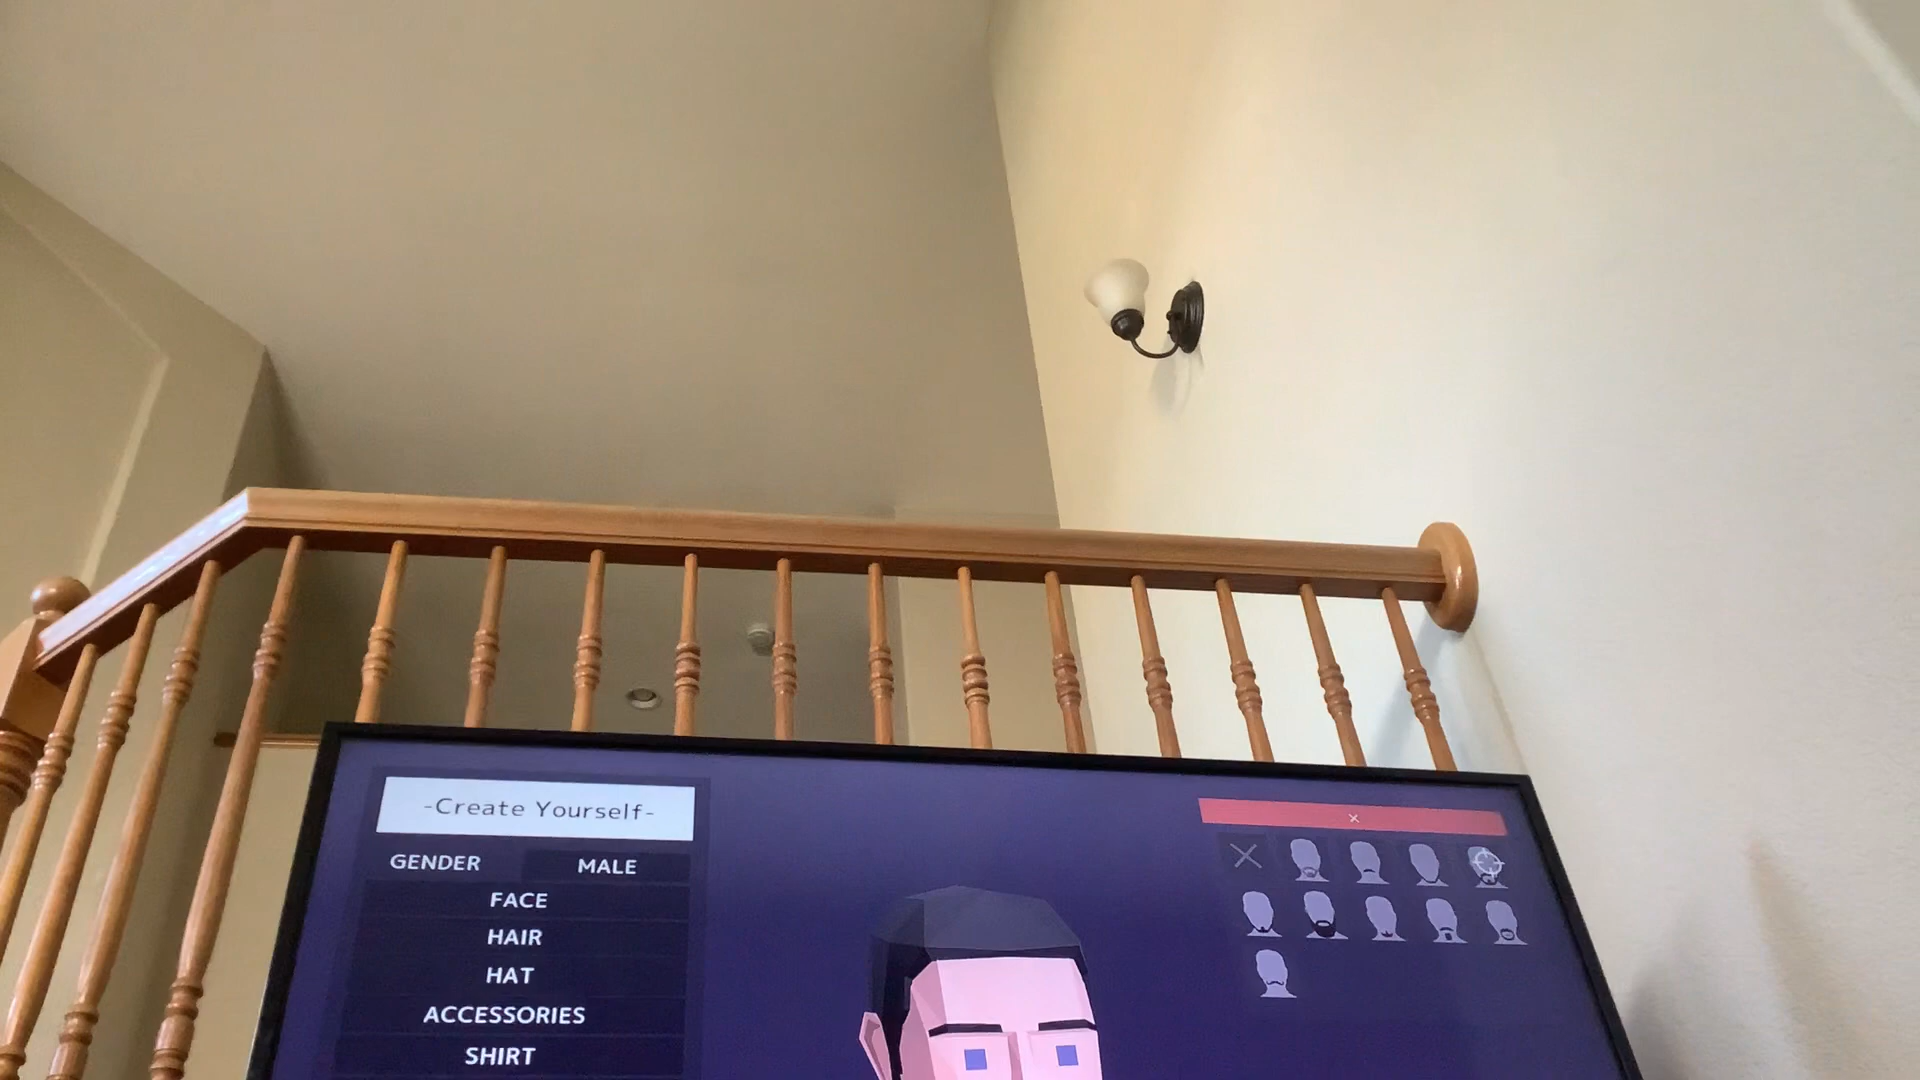 -Create Yourself-
GENDER MALE
FACE
HAIR
HAT
ACCESSORIES
SHIRT